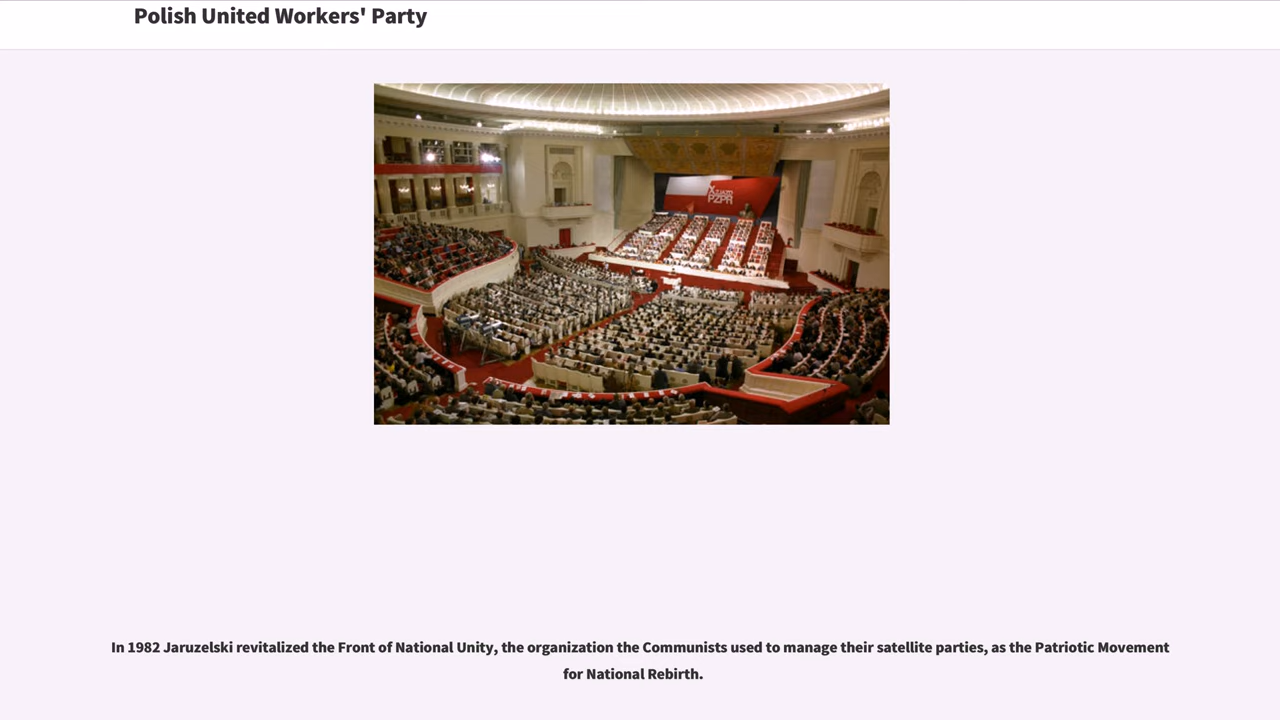 Polish United Workers' Party
X ZJAZD
PZPR
In 1982 Jaruzelski revitalized the Front of National Unity, the organization the Communists used to manage their satellite parties, as the Patriotic Movement
for National Rebirth.